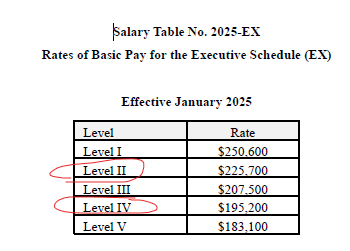 Salary Table No. 2025-EX
Rates of Basic Pay for the Executive Schedule (EX)
Effective January 2025
Level Rate
Level I $250,600
Level II $225,700
Level III $207,500
Level IV $195,200
Level V $183,100